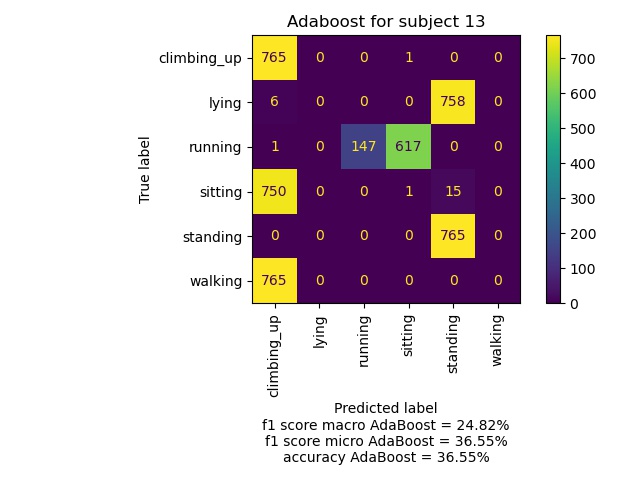 Adaboost for subject 13
True label
climbing_up 765 0 0 1 0 0
lying 6 0 0 0 758 0
running 1 0 147 617 0 0
sitting 750 0 0 1 15 0
standing 0 0 0 0 765 0
walking 765 0 0 0 0 0
climbing_up lying running sitting standing walking
700
600
500
400
300
200
100
0
Predicted label
f1 score macro AdaBoost = 24.82%
f1 score micro AdaBoost = 36.55%
accuracy AdaBoost = 36.55%